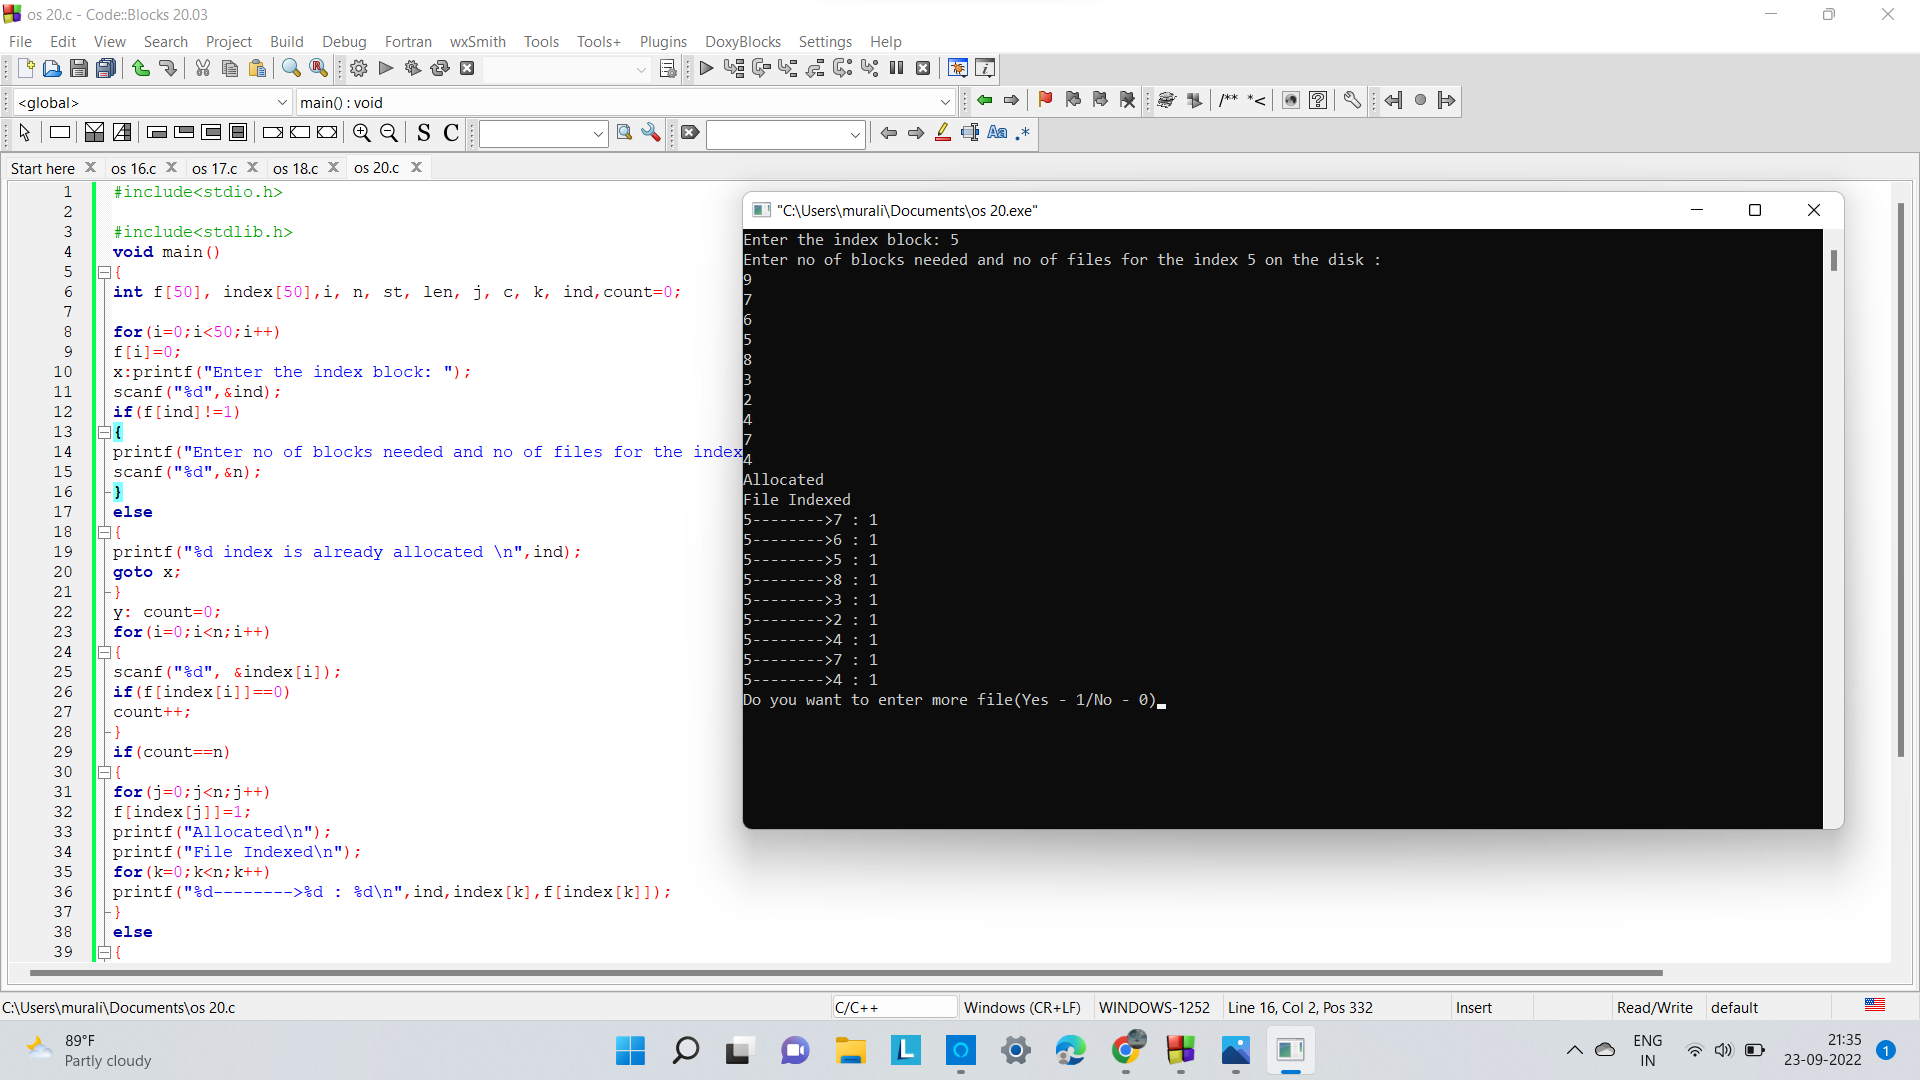 os 20.c - Code::Blocks 20.03
File Edit View Search Project Build Debug Fortran wxSmith Tools Tools+ Plugins DoxyBlocks Settings Help
<global> main() : void
/** *<
S C Aa .*
Start here os 16.c os 17.c os 18.c os 20.c
1 #include<stdio.h>
2
3 #include<stdlib.h>
4 void main()
5 {
6 int f[50], index[50],i, n, st, len, j, c, k, ind,count=0;
7
8 for(i=0;i<50;i++)
9 f[i]=0;
10 x:printf("Enter the index block: ");
11 scanf("%d",&ind);
12 if(f[ind]!=1)
13 {
14 printf("Enter no of blocks needed and no of files for the index
15 scanf("%d",&n);
16 }
17 else
18 {
19 printf("%d index is already allocated \n",ind);
20 goto x;
21 }
22 y: count=0;
23 for(i=0;i<n;i++)
24 {
25 scanf("%d", &index[i]);
26 if(f[index[i]]==0)
27 count++;
28 }
29 if(count==n)
30 {
31 for(j=0;j<n;j++)
32 f[index[j]]=1;
33 printf("Allocated\n");
34 printf("File Indexed\n");
35 for(k=0;k<n;k++)
36 printf("%d-------->%d : %d\n",ind,index[k],f[index[k]]);
37 }
38 else
39 {
"C:\Users\murali\Documents\os 20.exe"
Enter the index block: 5
Enter no of blocks needed and no of files for the index 5 on the disk :
9
7
6
5
8
3
2
4
7
4
Allocated
File Indexed
5-------->7 : 1
5-------->6 : 1
5-------->5 : 1
5-------->8 : 1
5-------->3 : 1
5-------->2 : 1
5-------->4 : 1
5-------->7 : 1
5-------->4 : 1
Do you want to enter more file(Yes - 1/No - 0)
C:\Users\murali\Documents\os 20.c C/C++ Windows (CR+LF) WINDOWS-1252 Line 16, Col 2, Pos 332 Insert Read/Write default
89°F
Partly cloudy
L
ENG
IN
21:35
23-09-2022
1